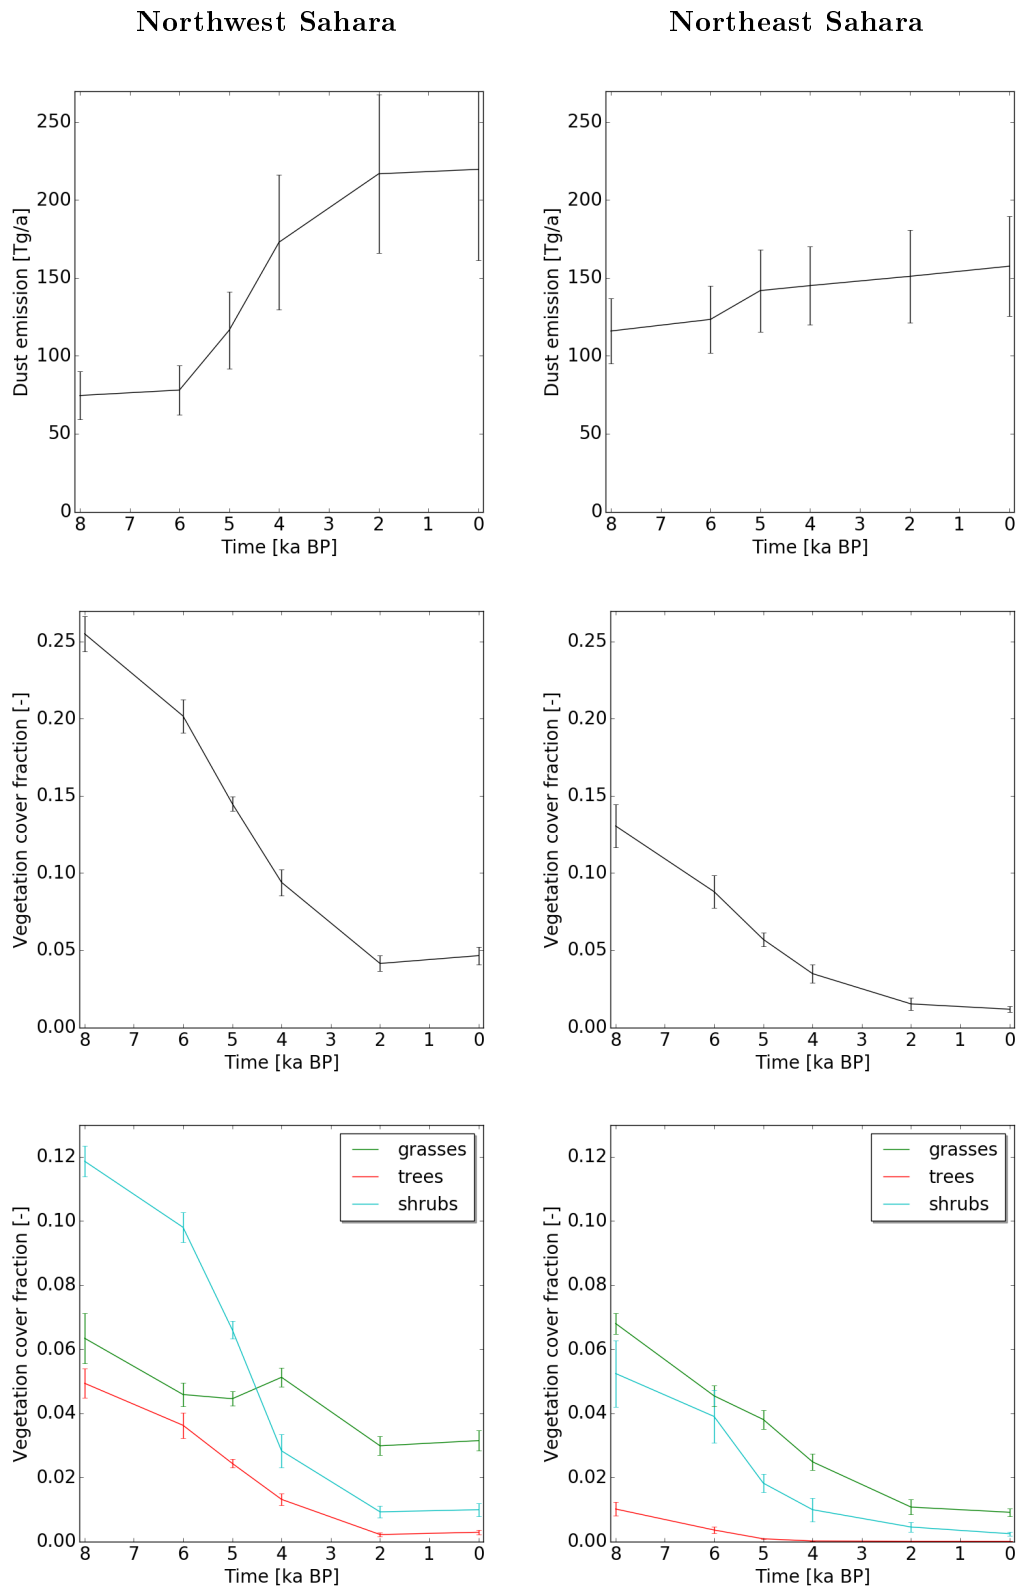 Northwest Sahara
Northeast Sahara
Dust emission [Tg/a]
250
200
150
100
50
0
8 7 6 5 4 3 2 1 0
Time [ka BP]
Dust emission [Tg/a]
250
200
150
100
50
0
8 7 6 5 4 3 2 1 0
Time [ka BP]
Vegetation cover fraction [-]
0.25
0.20
0.15
0.10
0.05
0.00
8 7 6 5 4 3 2 1 0
Time [ka BP]
Vegetation cover fraction [-]
0.25
0.20
0.15
0.10
0.05
0.00
8 7 6 5 4 3 2 1 0
Time [ka BP]
Vegetation cover fraction [-]
0.12
0.10
0.08
0.06
0.04
0.02
0.00
grasses
trees
shrubs
8 7 6 5 4 3 2 1 0
Time [ka BP]
Vegetation cover fraction [-]
0.12
0.10
0.08
0.06
0.04
0.02
0.00
grasses
trees
shrubs
8 7 6 5 4 3 2 1 0
Time [ka BP]